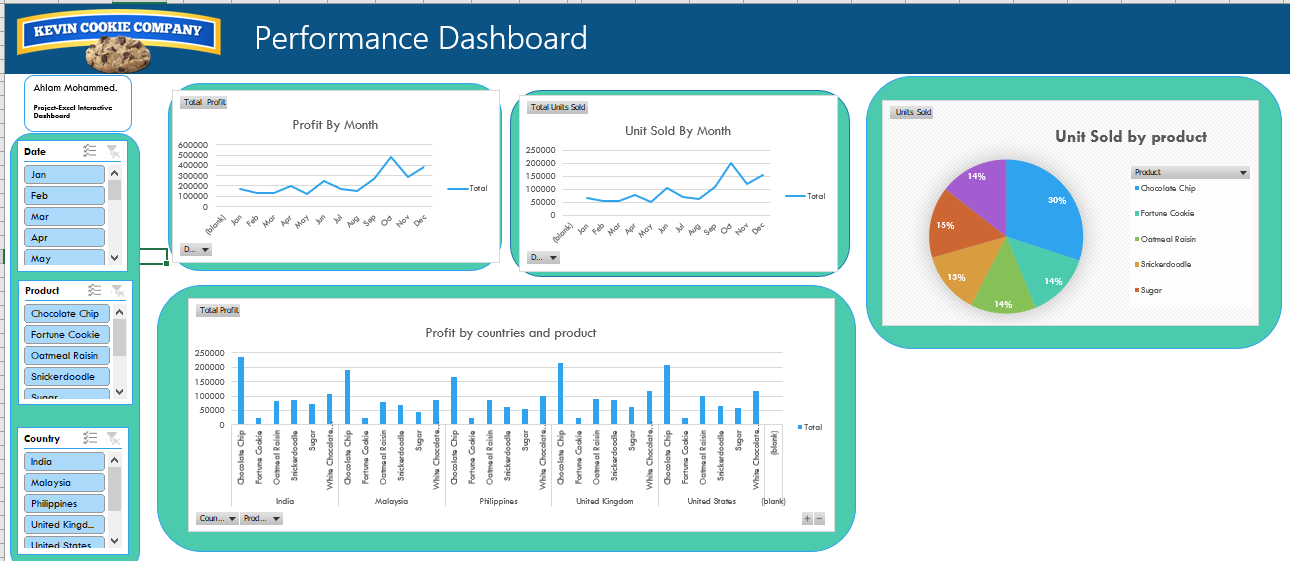 KEVIN COOKIE COMPANY
Performance Dashboard
Ahlam Mohammed.
Project-Excel Interactive
Dashboard
Date
Jan
Feb
Mar
Apr
May
Product
Chocolate Chip
Fortune Cookie
Oatmeal Raisin
Snickerdoodle
Sugar
Country
India
Malaysia
Philippines
United Kingd...
United States
Total Profit
Profit By Month
600000
500000
400000
300000
200000
100000
0
(blank) Jan Feb Mar Apr May Jun Jul Aug Sep Oct Nov Dec
Total
D...
Total Units Sold
Unit Sold By Month
250000
200000
150000
100000
50000
0
(blank) Jan Feb Mar Apr May Jun Jul Aug Sep Oct Nov Dec
Total
D...
Units Sold
Unit Sold by product
30%
14%
14%
13%
15%
14%
Product
Chocolate Chip
Fortune Cookie
Oatmeal Raisin
Snickerdoodle
Sugar
Total Profit
Profit by countries and product
250000
200000
150000
100000
50000
0
Chocolate Chip Fortune Cookie Oatmeal Raisin Snickerdoodle Sugar White Chocolate... Chocolate Chip Fortune Cookie Oatmeal Raisin Snickerdoodle Sugar White Chocolate... Chocolate Chip Fortune Cookie Oatmeal Raisin Snickerdoodle Sugar White Chocolate... Chocolate Chip Fortune Cookie Oatmeal Raisin Snickerdoodle Sugar White Chocolate... Chocolate Chip Fortune Cookie Oatmeal Raisin Snickerdoodle Sugar White Chocolate... (blank)
India Malaysia Philippines United Kingdom United States (blank)
Total
Coun... Prod...